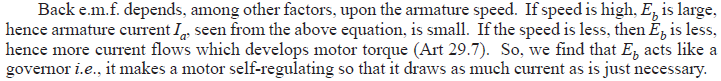 Back e.m.f. depends, among other factors, upon the armature speed. If speed is high, E_b is large,
hence armature current I_a, seen from the above equation, is small. If the speed is less, then E_b is less,
hence more current flows which develops motor torque (Art 29.7). So, we find that E_b acts like a
governor i.e., it makes a motor self-regulating so that it draws as much current as is just necessary.